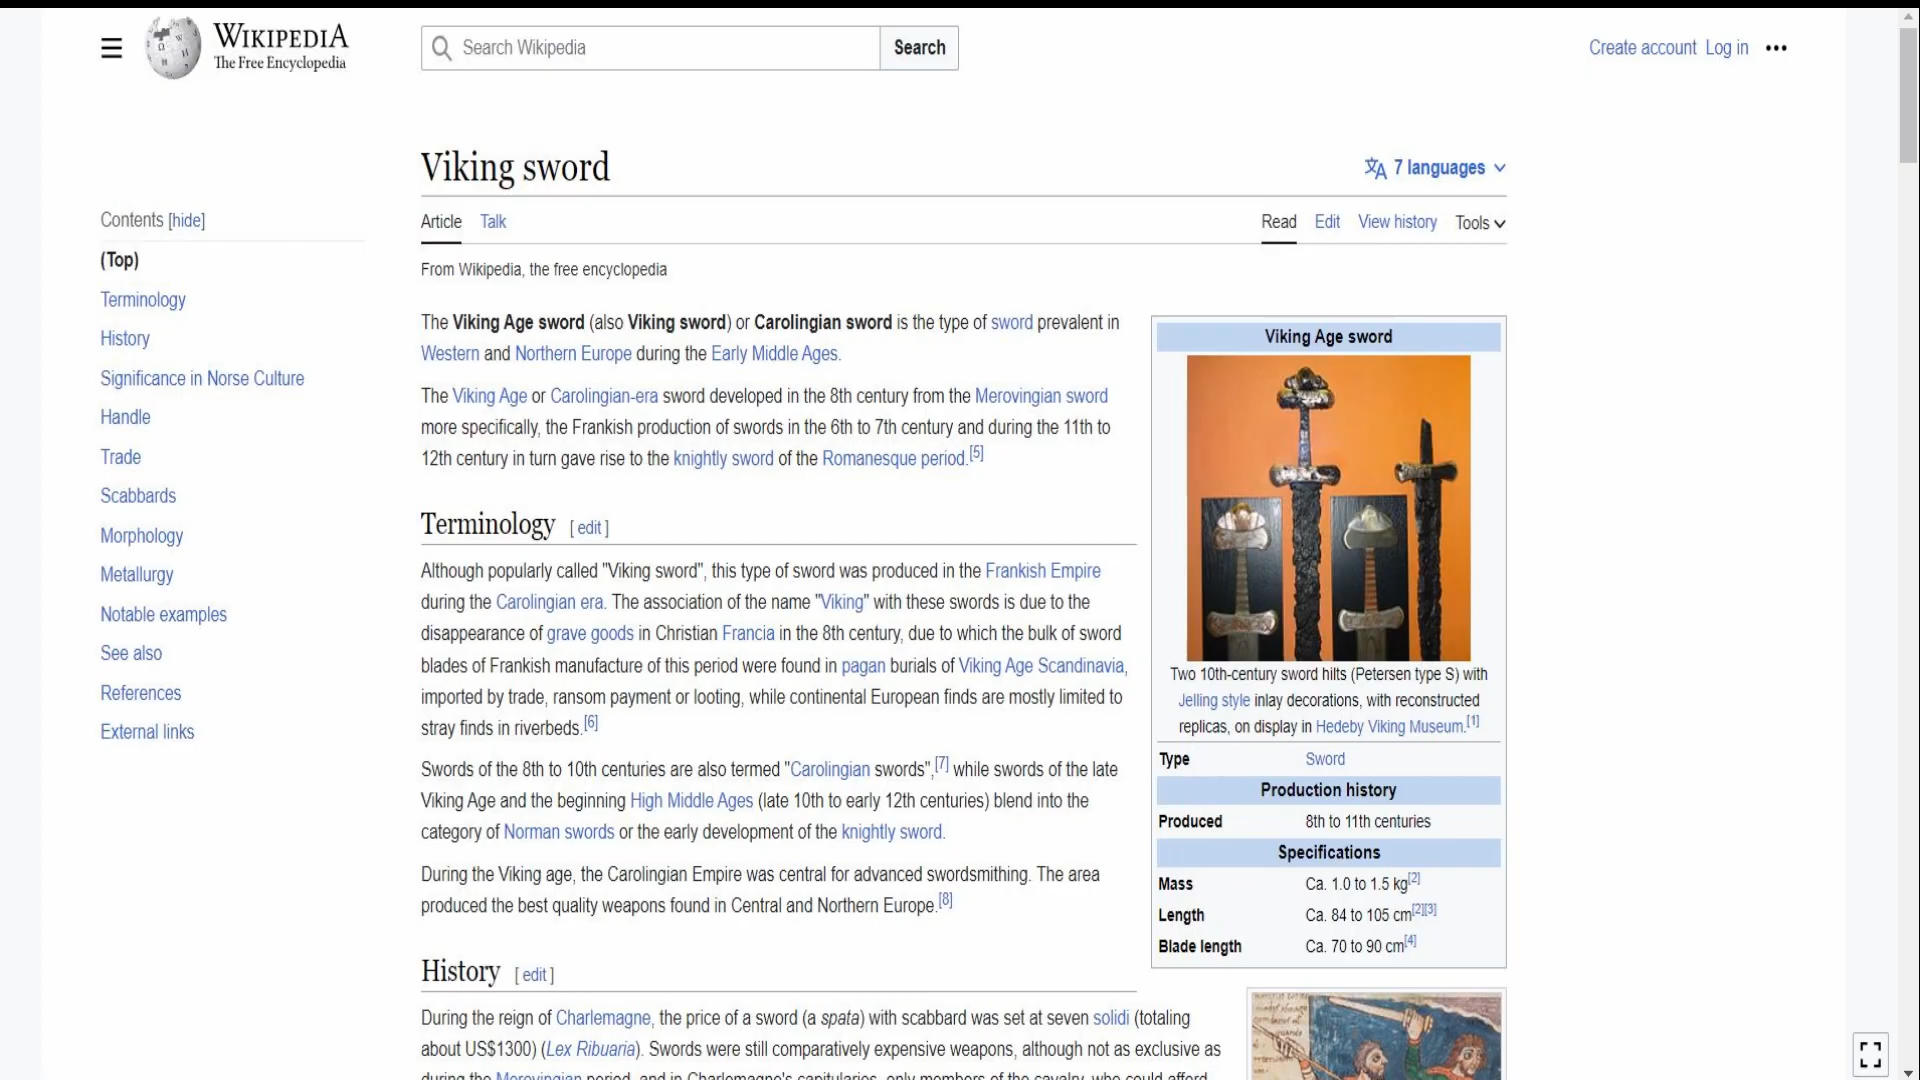 WIKIPEDIA
The Free Encyclopedia
Search Wikipedia
Search
Create account Log in
Viking sword
7 languages
Contents [hide]
(Top)
Terminology
History
Significance in Norse Culture
Handle
Trade
Scabbards
Morphology
Metallurgy
Notable examples
See also
References
External links
Article Talk
Read Edit View history Tools
From Wikipedia, the free encyclopedia
The Viking Age sword (also Viking sword) or Carolingian sword is the type of sword prevalent in
Western and Northern Europe during the Early Middle Ages.
The Viking Age or Carolingian-era sword developed in the 8th century from the Merovingian sword
more specifically, the Frankish production of swords in the 6th to 7th century and during the 11th to
12th century in turn gave rise to the knightly sword of the Romanesque period.[5]
Terminology [ edit ]
Although popularly called "Viking sword", this type of sword was produced in the Frankish Empire
during the Carolingian era. The association of the name "Viking" with these swords is due to the
disappearance of grave goods in Christian Francia in the 8th century, due to which the bulk of sword
blades of Frankish manufacture of this period were found in pagan burials of Viking Age Scandinavia,
imported by trade, ransom payment or looting, while continental European finds are mostly limited to
stray finds in riverbeds.[6]
Swords of the 8th to 10th centuries are also termed "Carolingian swords",[7] while swords of the late
Viking Age and the beginning High Middle Ages (late 10th to early 12th centuries) blend into the
category of Norman swords or the early development of the knightly sword.
During the Viking age, the Carolingian Empire was central for advanced swordsmithing. The area
produced the best quality weapons found in Central and Northern Europe.[8]
History [ edit ]
During the reign of Charlemagne, the price of a sword (a spata) with scabbard was set at seven solidi (totaling
about US$1300) (Lex Ribuaria). Swords were still comparatively expensive weapons, although not as exclusive as
during the Merovingian period, and in Charlemagne's capitularies, only members of the cavalry, who could afford
Viking Age sword
Two 10th-century sword hilts (Petersen type S) with
Jelling style inlay decorations, with reconstructed
replicas, on display in Hedeby Viking Museum.[1]
Type Sword
Production history
Produced 8th to 11th centuries
Specifications
Mass Ca. 1.0 to 1.5 kg[2]
Length Ca. 84 to 105 cm[2][3]
Blade length Ca. 70 to 90 cm[4]